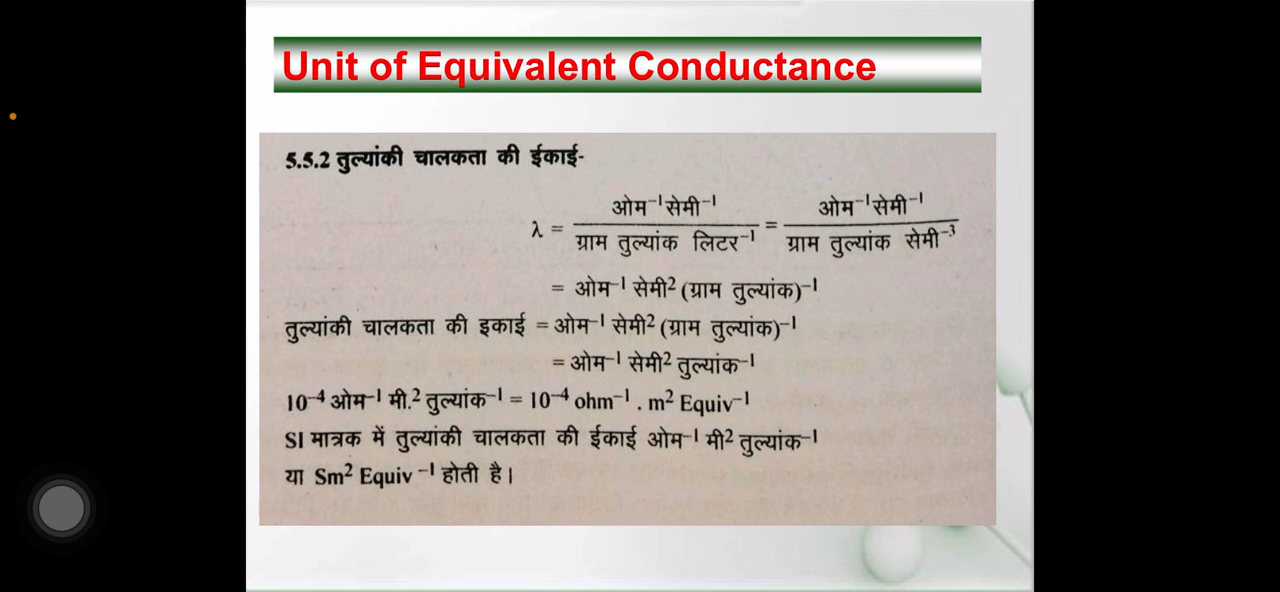 Unit of Equivalent Conductance
5.5.2 तुल्यांकी चालकता की ईकाई-
λ = ओम⁻¹सेमी⁻¹ / ग्राम तुल्यांक लिटर⁻¹ = ओम⁻¹सेमी⁻¹ / ग्राम तुल्यांक सेमी⁻³
= ओम⁻¹ सेमी² (ग्राम तुल्यांक)⁻¹
तुल्यांकी चालकता की इकाई = ओम⁻¹ सेमी² (ग्राम तुल्यांक)⁻¹
= ओम⁻¹ सेमी² तुल्यांक⁻¹
10⁻⁴ ओम⁻¹ मी.² तुल्यांक⁻¹ = 10⁻⁴ ohm⁻¹ . m² Equiv⁻¹
SI मात्रक में तुल्यांकी चालकता की ईकाई ओम⁻¹ मी² तुल्यांक⁻¹
या Sm² Equiv ⁻¹ होती है।